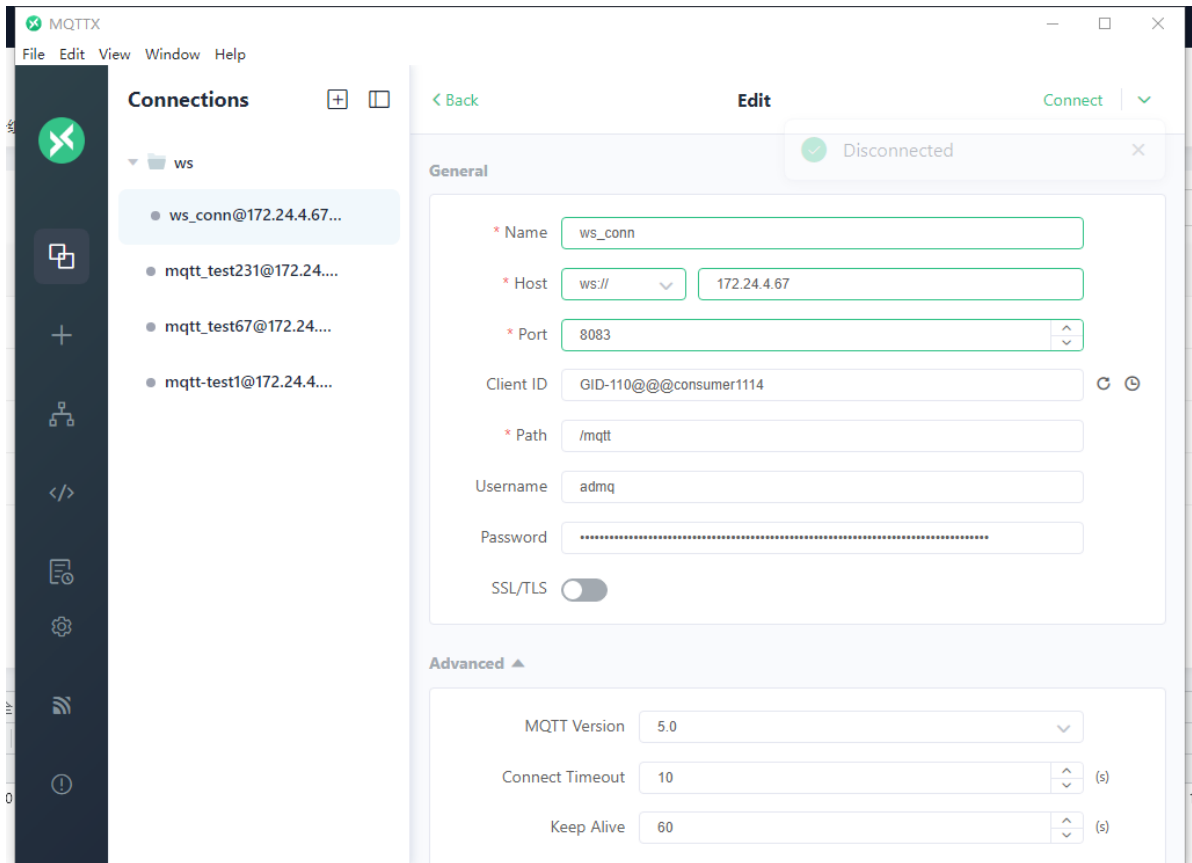 MQTTX
File Edit View Window Help
Connections
< Back
Edit
Connect
Disconnected
ws
General
ws_conn@172.24.4.67...
* Name
ws_conn
mqtt_test231@172.24....
* Host
ws://
172.24.4.67
mqtt_test67@172.24....
* Port
8083
mqtt-test1@172.24.4....
Client ID
GID-110@@@consumer1114
* Path
/mqtt
Username
admq
Password
SSL/TLS
Advanced
MQTT Version
5.0
Connect Timeout
10
(s)
Keep Alive
60
(s)